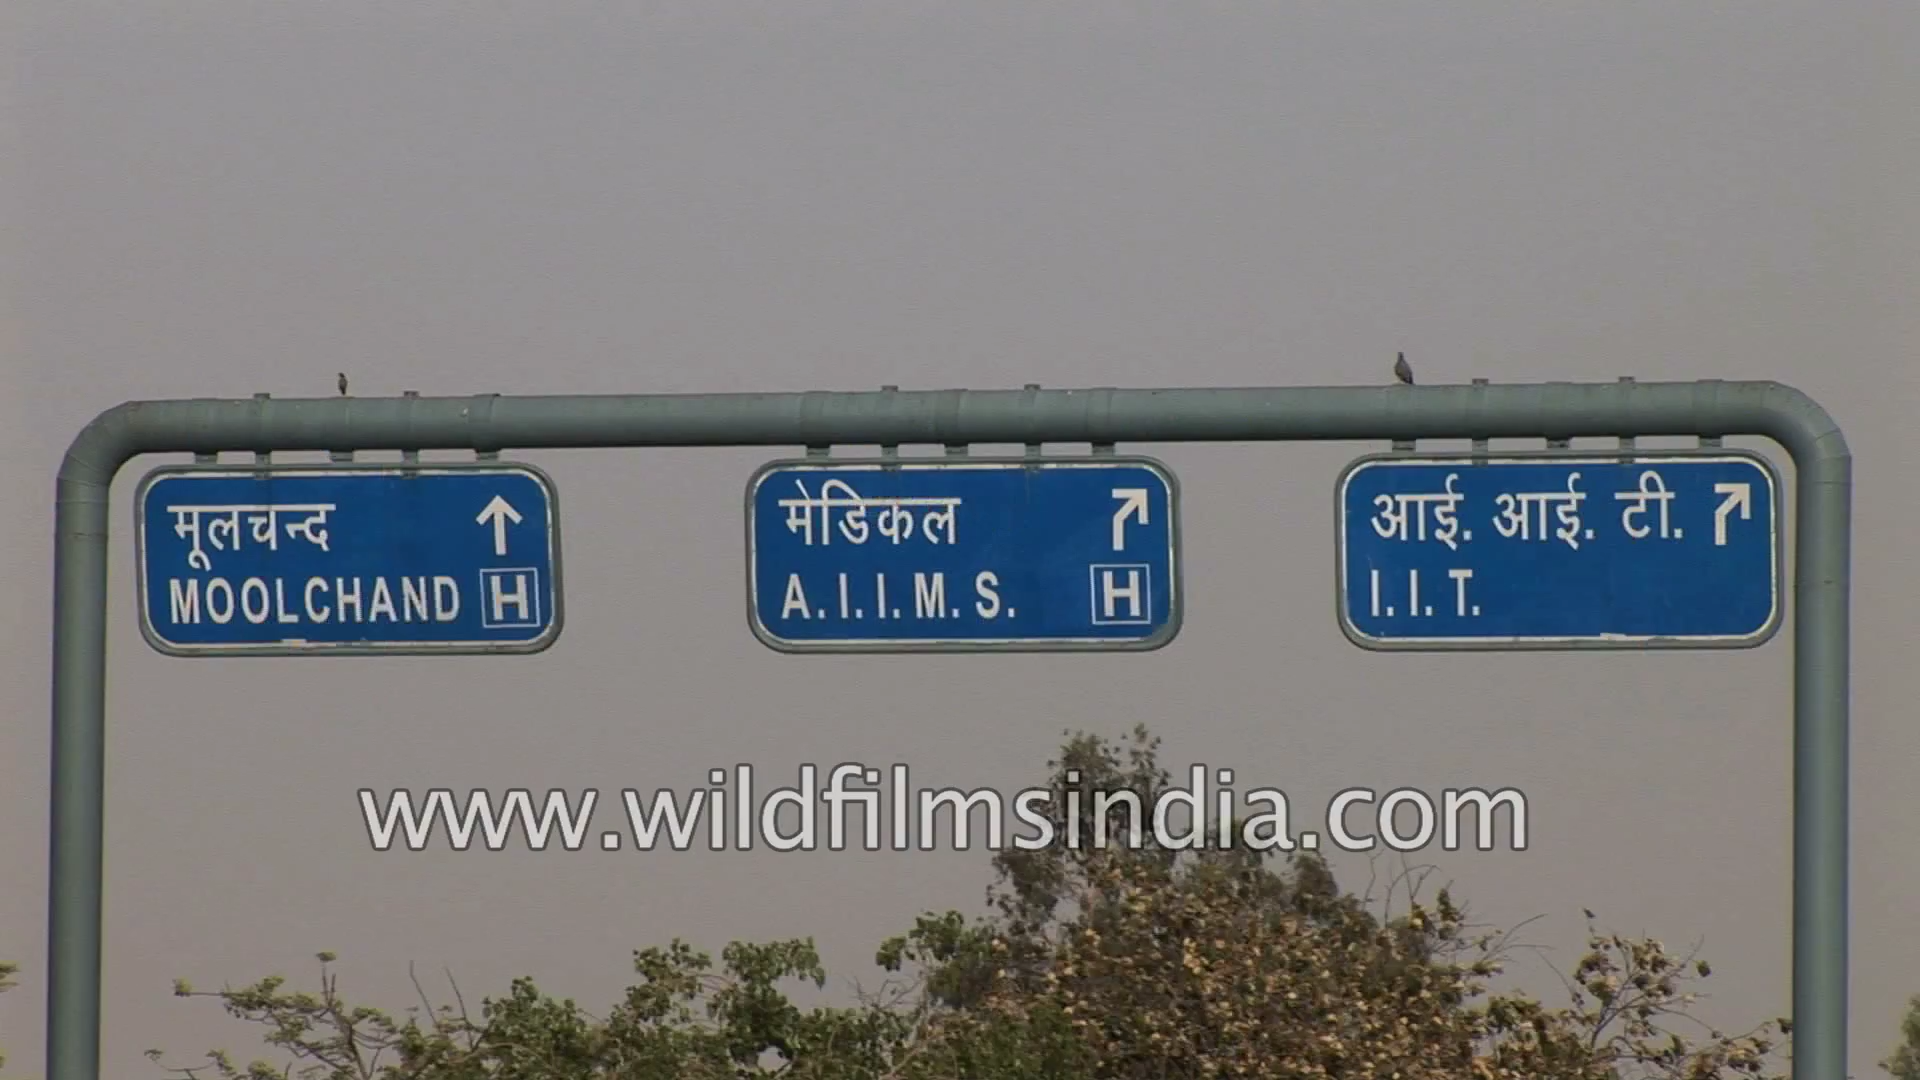 मूलचन्द
MOOLCHAND H
मेडिकल
A.I.I.M.S. H
आई. आई. टी.
I.I.T.
www.wildfilmsindia.com